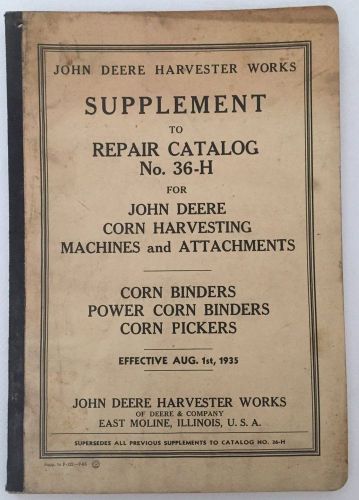 JOHN DEERE HARVESTER WORKS
SUPPLEMENT
TO
REPAIR CATALOG
No. 36-H
FOR
JOHN DEERE
CORN HARVESTING
MACHINES and ATTACHMENTS
CORN BINDERS
POWER CORN BINDERS
CORN PICKERS
EFFECTIVE AUG. 1st, 1935
JOHN DEERE HARVESTER WORKS
OF DEERE & COMPANY
EAST MOLINE, ILLINOIS, U. S. A.
SUPERSEDES ALL PREVIOUS SUPPLEMENTS TO CATALOG NO. 36-H
Supp. to